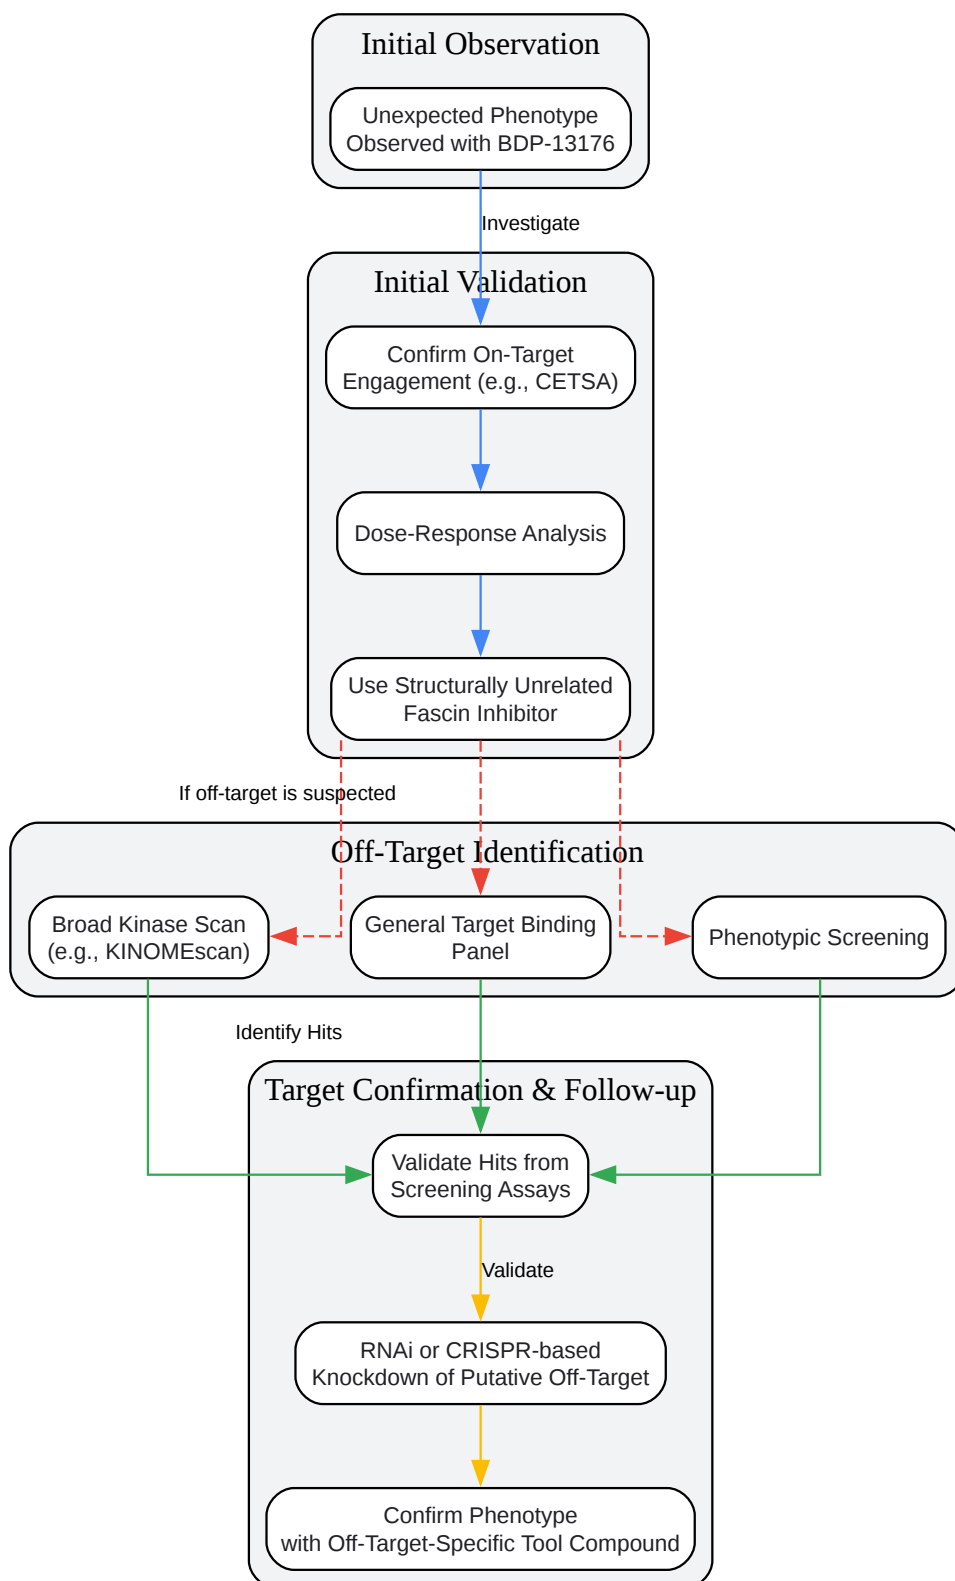 Initial Observation
Unexpected Phenotype
Observed with BDP-13176
Investigate
Initial Validation
Confirm On-Target
Engagement (e.g., CETSA)
Dose-Response Analysis
Use Structurally Unrelated
Fascin Inhibitor
If off-target is suspected
Off-Target Identification
Broad Kinase Scan
(e.g., KINOMEscan)
General Target Binding
Panel
Phenotypic Screening
Identify Hits
Target Confirmation & Follow-up
Validate Hits from
Screening Assays
Validate
RNAi or CRISPR-based
Knockdown of Putative Off-Target
Confirm Phenotype
with Off-Target-Specific Tool Compound